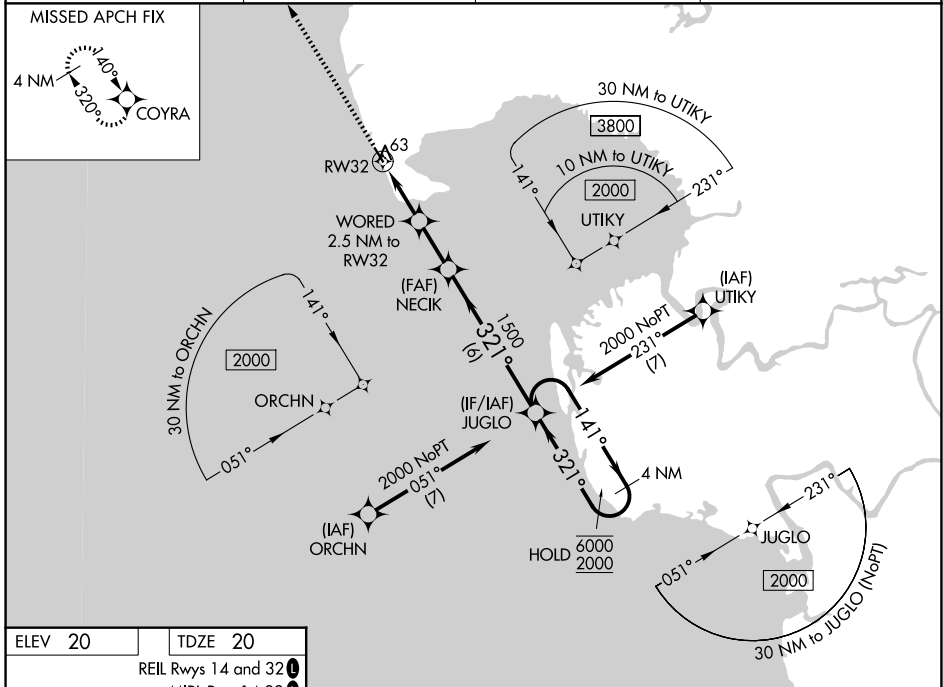 MISSED APCH FIX
140°
4 NM
320°
COYRA
63
RW32
WORED
2.5 NM to
RW32
(FAF)
NECIK
1500
321°
(6)
30 NM to UTIKY
3800
10 NM to UTIKY
141°
2000
231°
UTIKY
(IAF)
UTIKY
2000 NoPT
231°
(7)
30 NM to ORCHN
141°
2000
ORCHN
051°
(IF/IAF)
JUGLO
141°
321°
4 NM
2000 NoPT
051°
(7)
(IAF)
ORCHN
HOLD 6000
2000
231°
JUGLO
051°
2000
30 NM to JUGLO (NoPT)
ELEV 20
TDZE 20
REIL Rwys 14 and 32 L